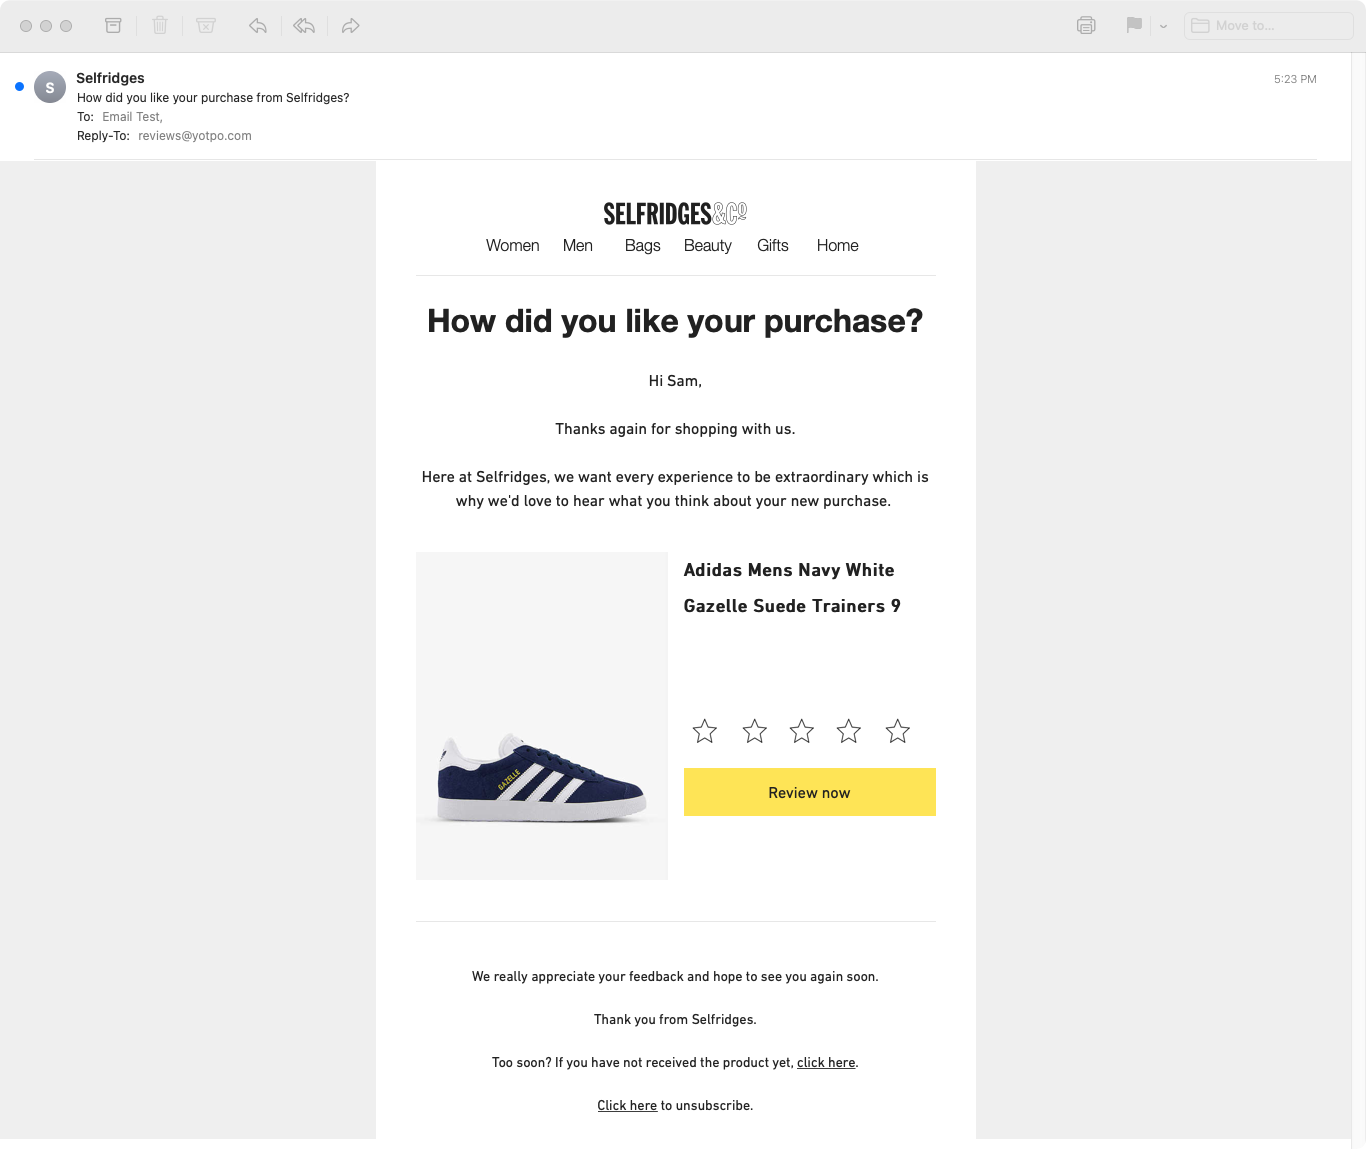 Move to...
S
Selfridges
5:23 PM
How did you like your purchase from Selfridges?
To: Email Test,
Reply-To: reviews@yotpo.com
SELFRIDGES&Cº
Women Men Bags Beauty Gifts Home
How did you like your purchase?
Hi Sam,
Thanks again for shopping with us.
Here at Selfridges, we want every experience to be extraordinary which is
why we'd love to hear what you think about your new purchase.
Adidas Mens Navy White
Gazelle Suede Trainers 9
GAZELLE
Review now
We really appreciate your feedback and hope to see you again soon.
Thank you from Selfridges.
Too soon? If you have not received the product yet, click here.
Click here to unsubscribe.